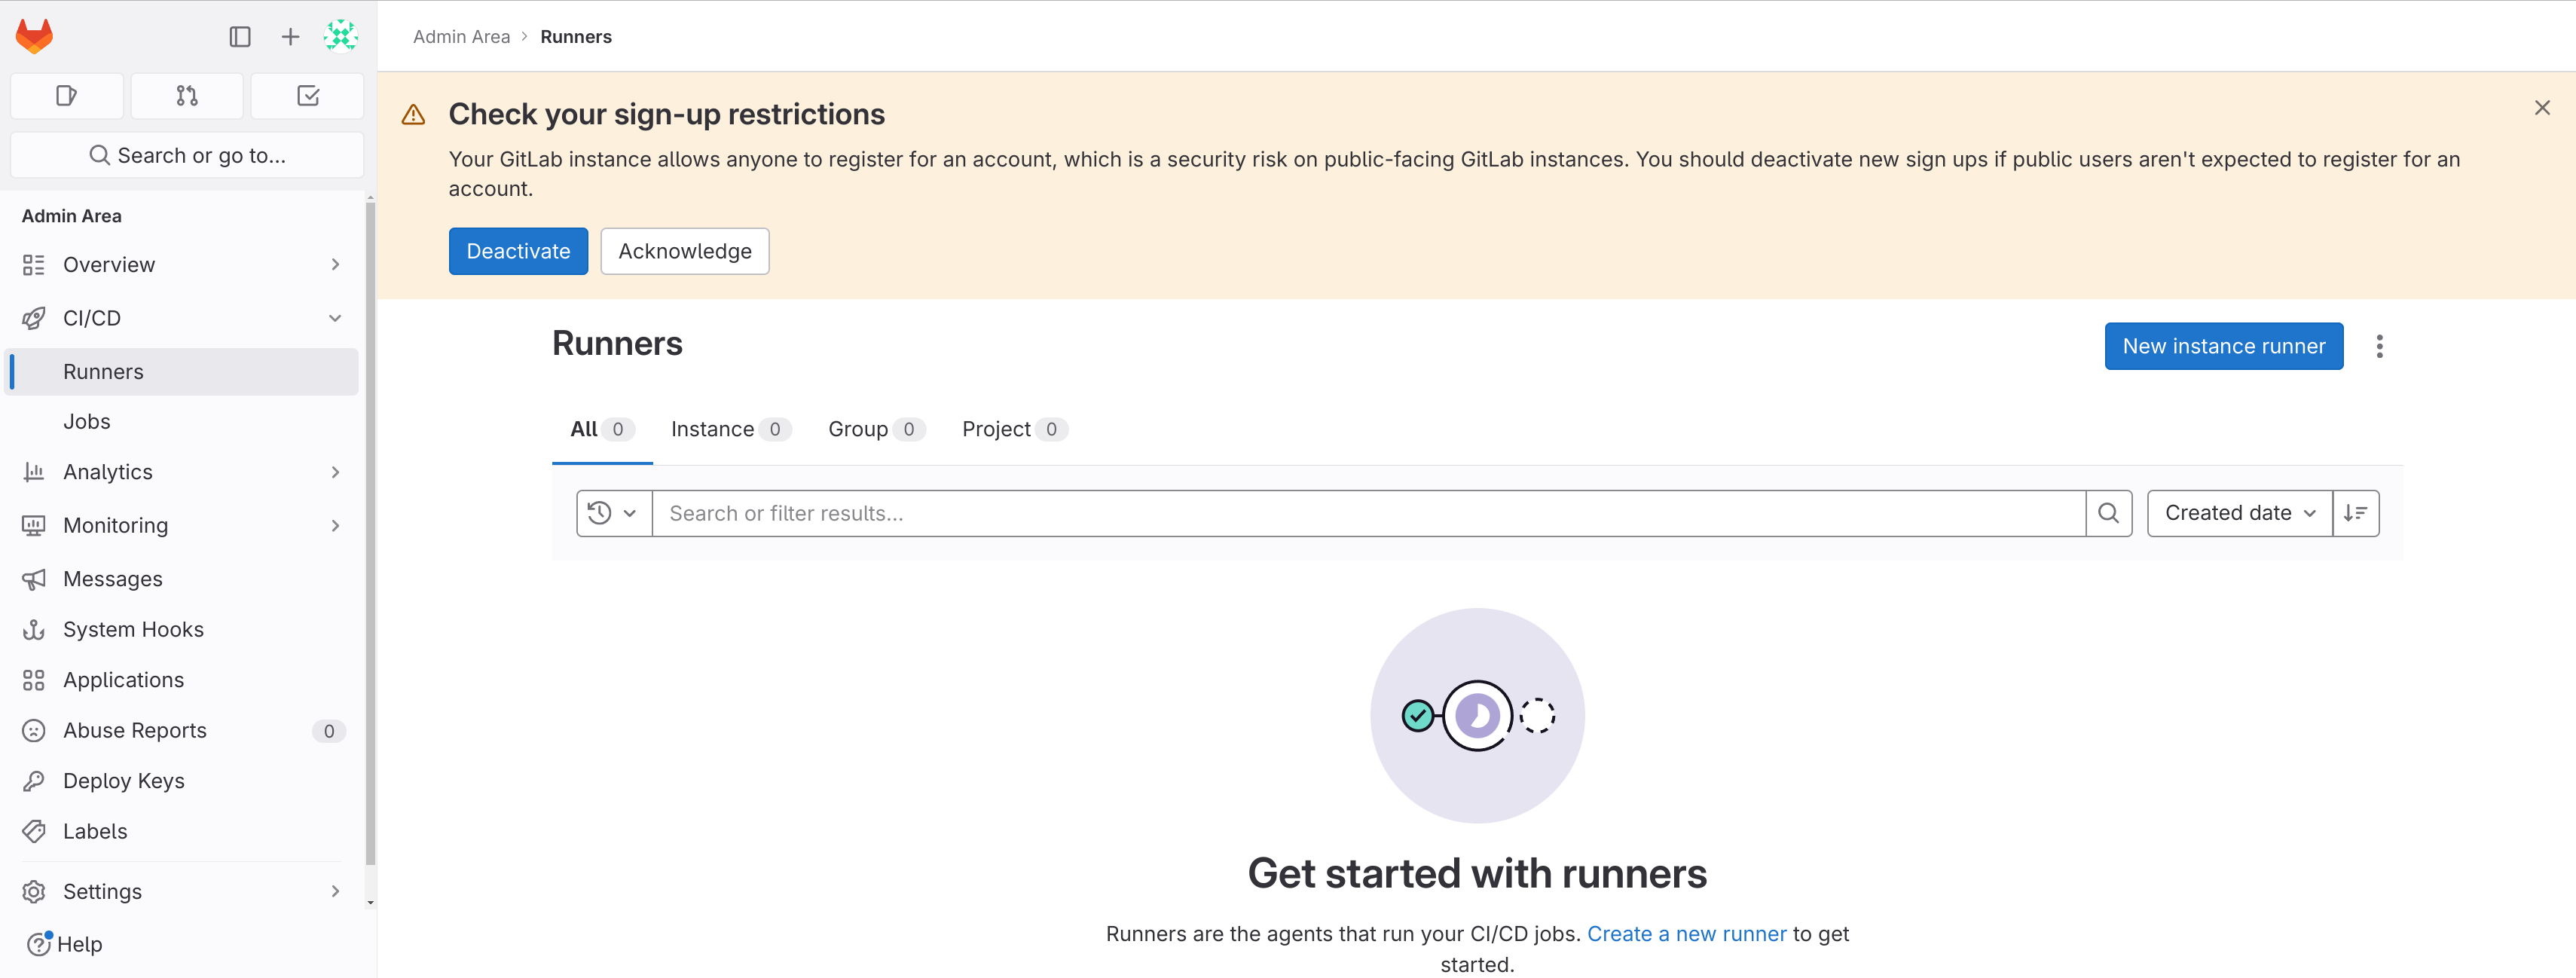 Admin Area > Runners
Search or go to...
Admin Area
Overview
CI/CD
Runners
Jobs
Analytics
Monitoring
Messages
System Hooks
Applications
Abuse Reports 0
Deploy Keys
Labels
Settings
Help
Check your sign-up restrictions
Your GitLab instance allows anyone to register for an account, which is a security risk on public-facing GitLab instances. You should deactivate new sign ups if public users aren't expected to register for an
account.
Deactivate Acknowledge
Runners
New instance runner
All 0 Instance 0 Group 0 Project 0
Search or filter results...
Created date
Get started with runners
Runners are the agents that run your CI/CD jobs. Create a new runner to get
started.